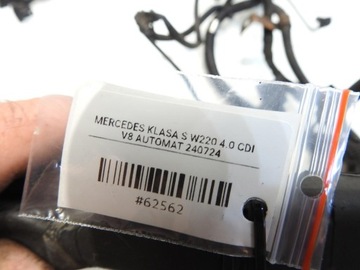 MERCEDES KLASA S W220 4.0 CDI
V8 AUTOMAT 240724
#62562